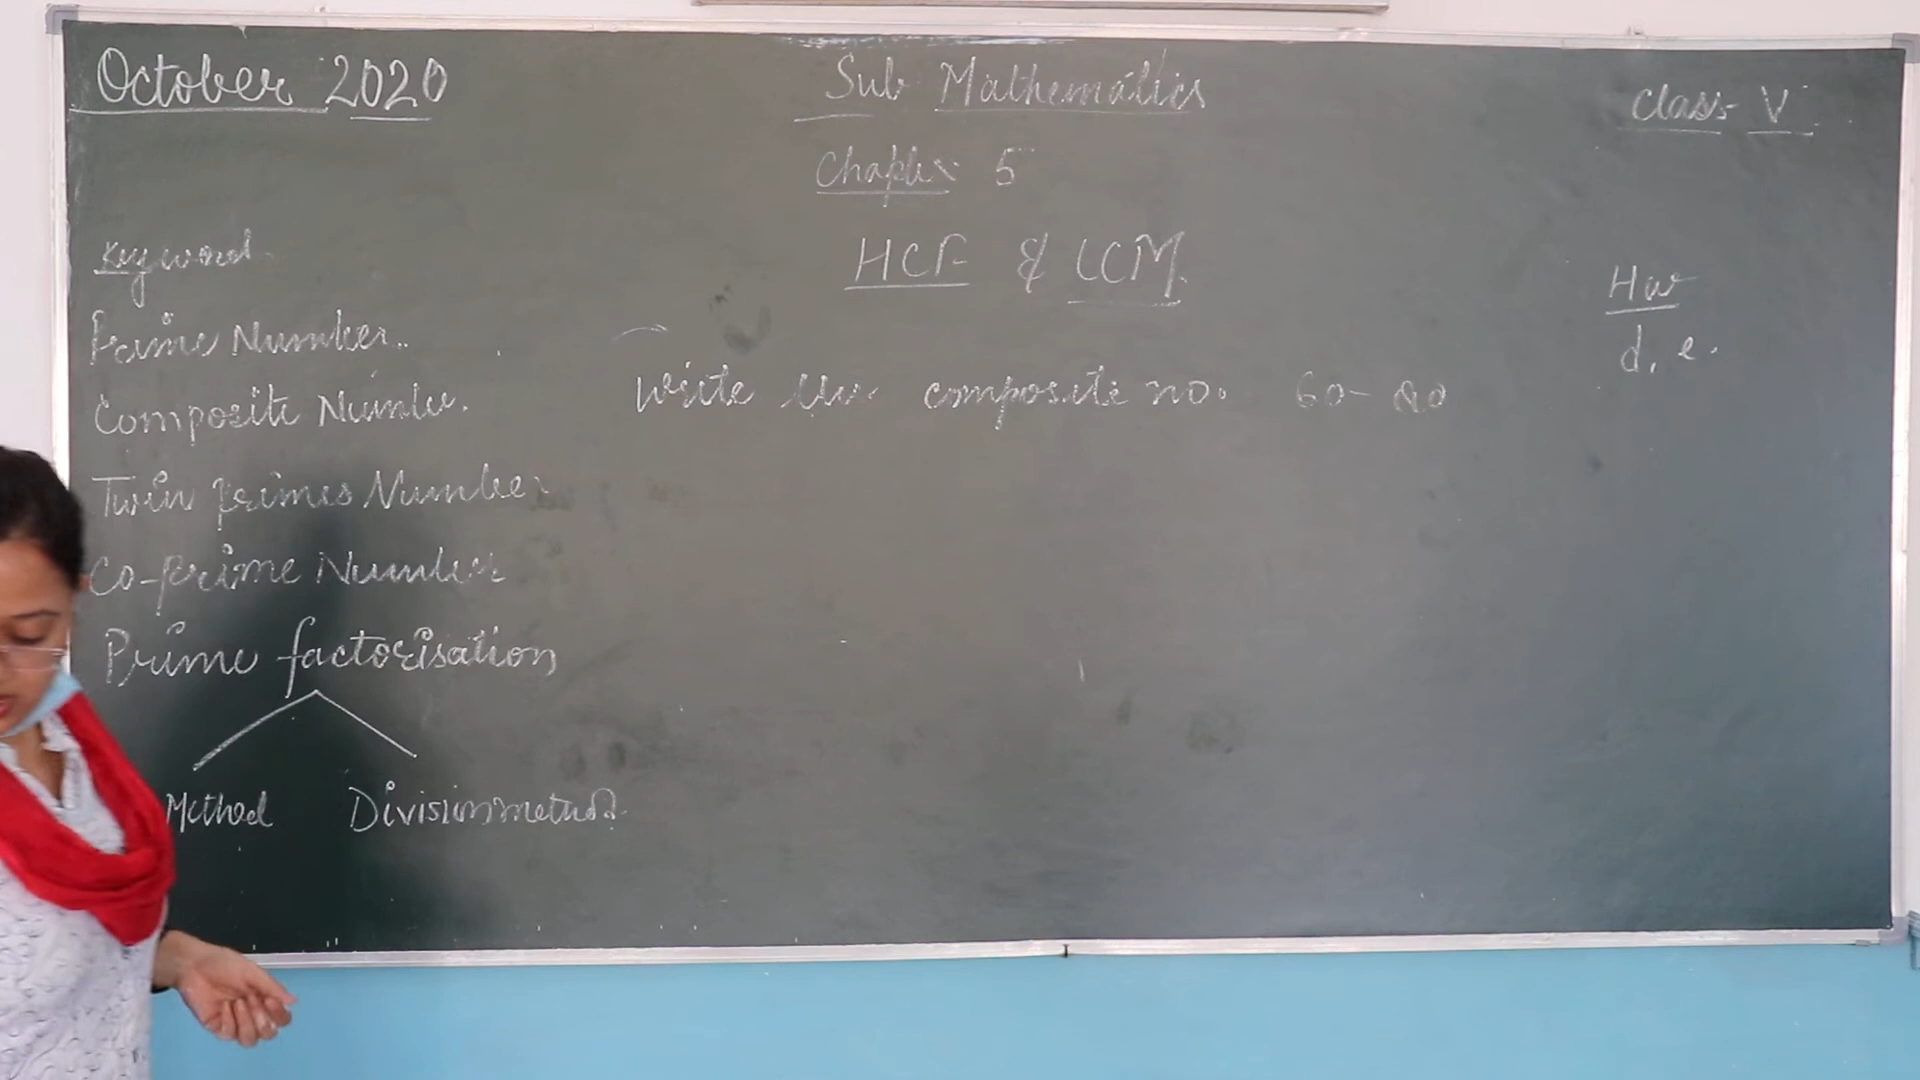 October 2020
Sub Mathematics
Class V
Chapter 5
HCF & LCM
Keyword
Prime Number.
Composite Number.
Twin primes Number
Co-prime Number
Prime factorisation
Method Division method
Write the composite no. 60-80
Hw
d, e.